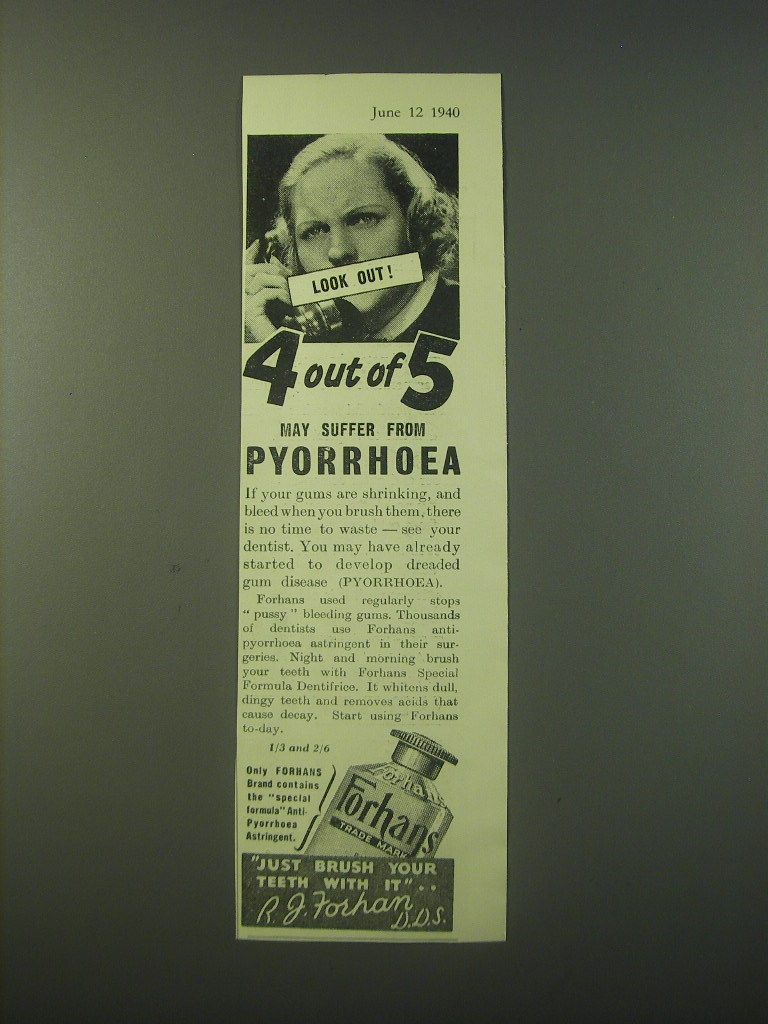 June 12 1940
LOOK OUT!
4 out of 5
MAY SUFFER FROM
PYORRHOEA
If your gums are shrinking, and
bleed when you brush them, there
is no time to waste — see your
dentist. You may have already
started to develop dreaded
gum disease (PYORRHOEA).
Forhans used regularly stops
" pussy " bleeding gums. Thousands
of dentists use Forhans anti-
pyorrhoea astringent in their sur-
geries. Night and morning brush
your teeth with Forhans Special
Formula Dentifrice. It whitens dull,
dingy teeth and removes acids that
cause decay. Start using Forhans
to-day.
1/3 and 2/6
Only FORHANS
Brand contains
the "special
formula" Anti-
Pyorrhoea
Astringent.
Forhans
Forhans
TRADE MARK
"JUST BRUSH YOUR
TEETH WITH IT"..
R. J. Forhan
D.D.S.